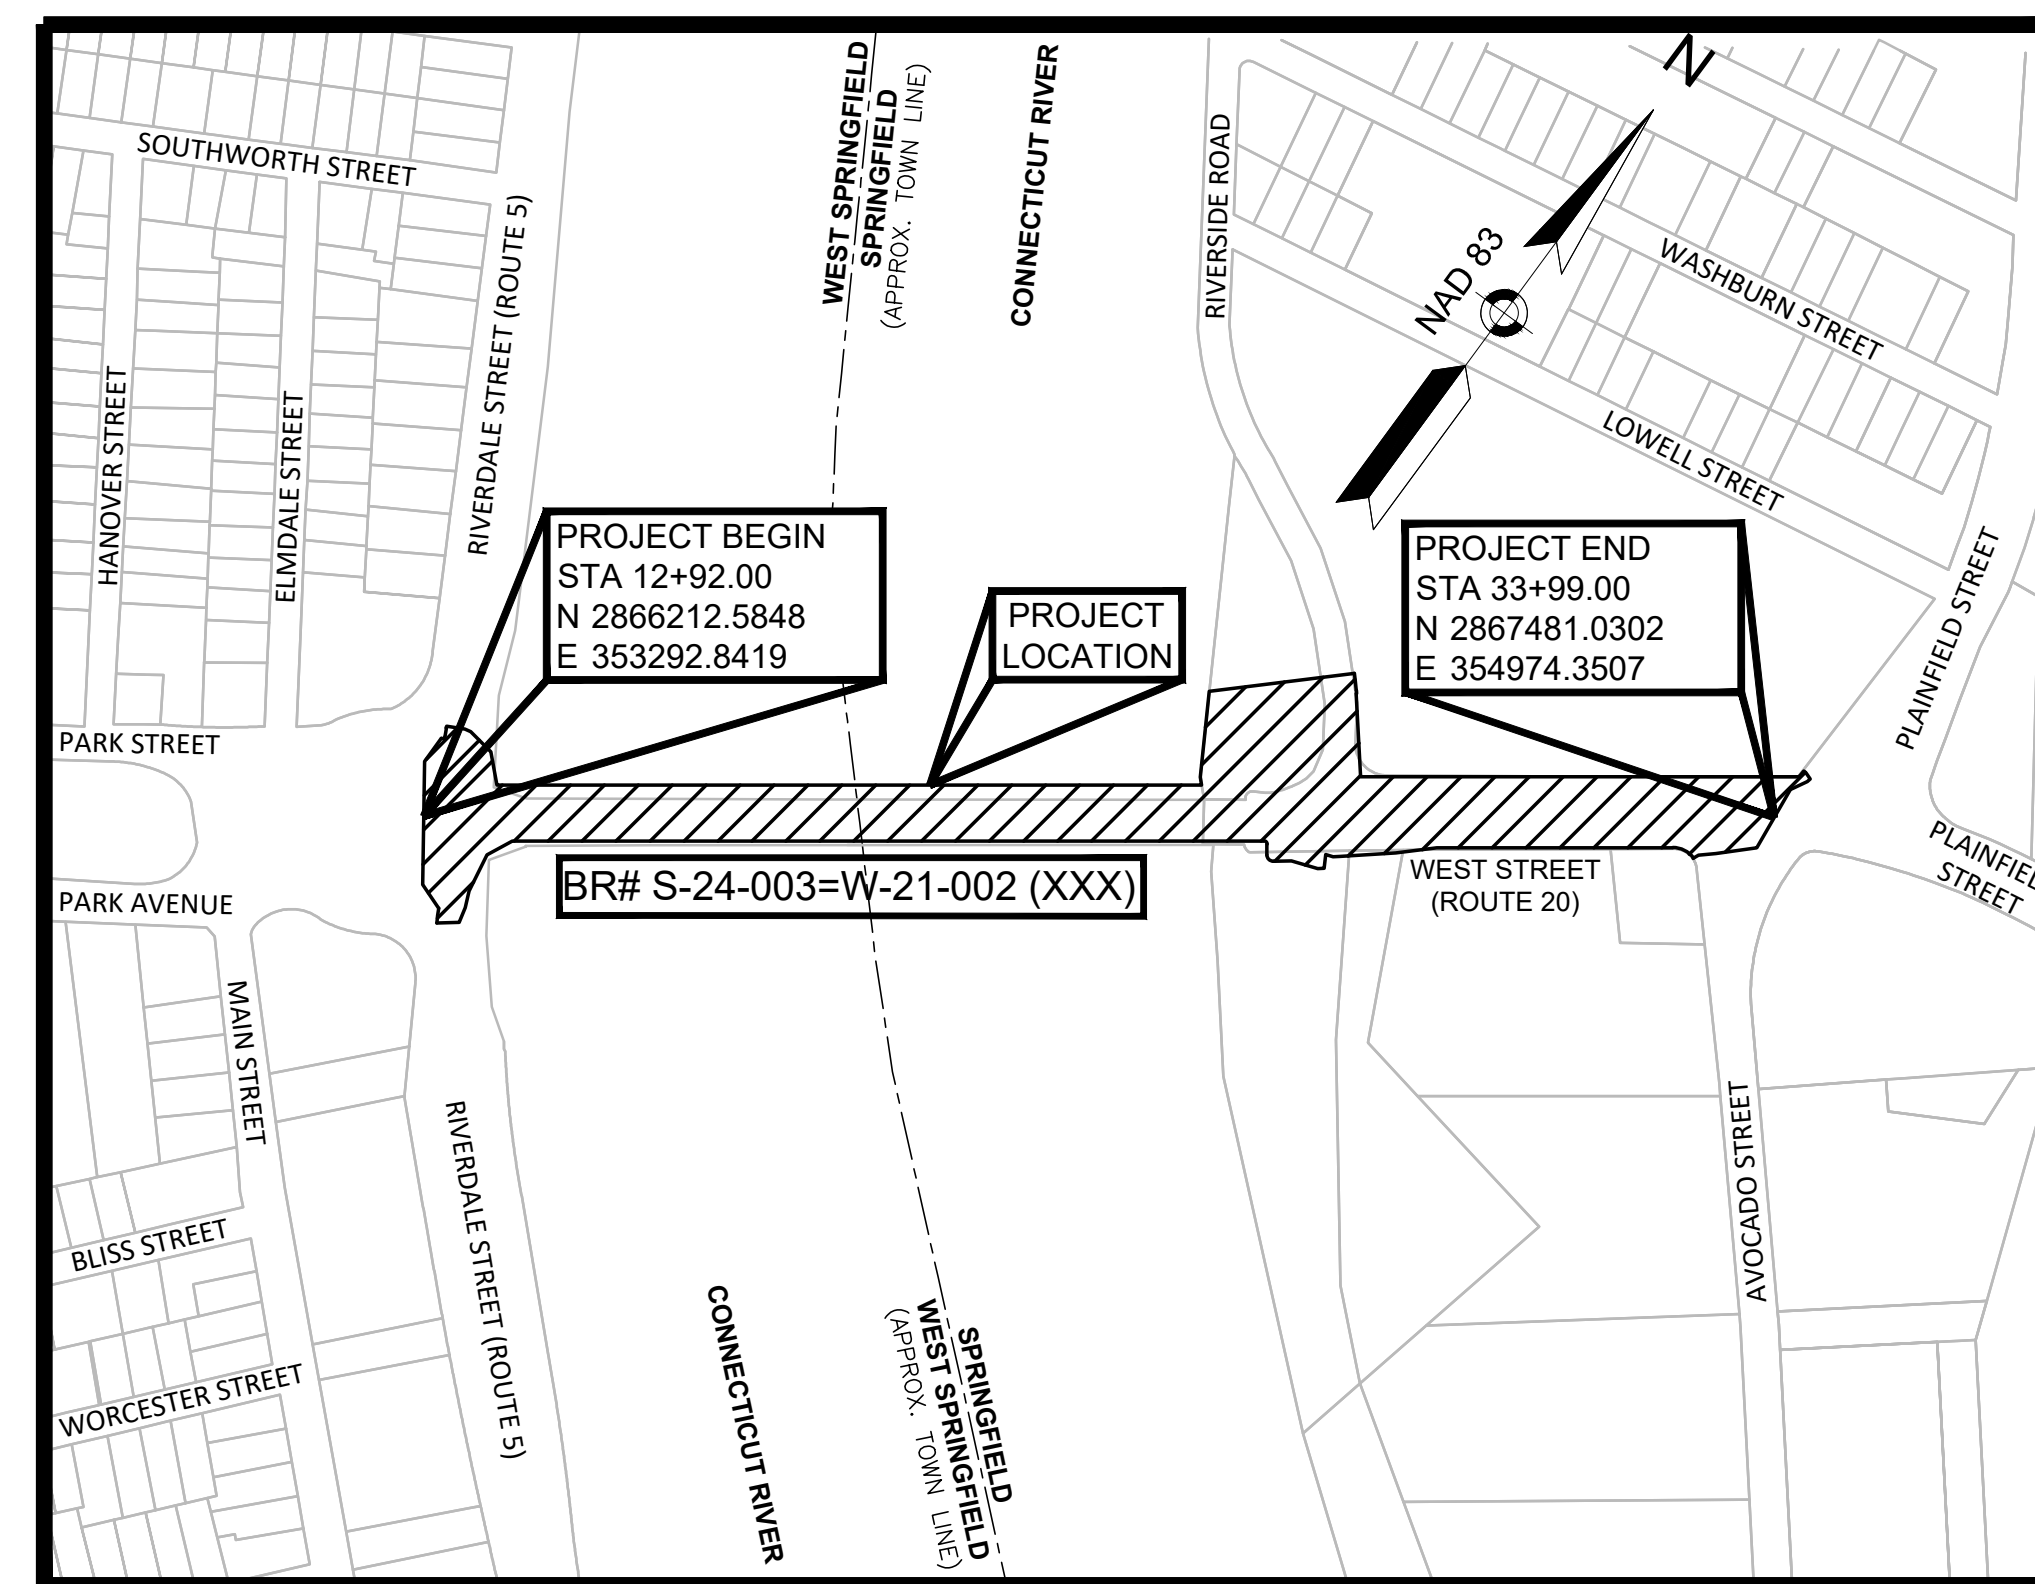 SOUTHWORTH STREET
HANOVER STREET
ELMDALE STREET
RIVERDALE STREET (ROUTE 5)
WEST SPRINGFIELD
SPRINGFIELD
(APPROX. TOWN LINE)
CONNECTICUT RIVER
RIVERSIDE ROAD
N
NAD 83
WASHBURN STREET
LOWELL STREET
PLAINFIELD STREET
PROJECT BEGIN
STA 12+92.00
N 2866212.5848
E 353292.8419
PROJECT
LOCATION
PROJECT END
STA 33+99.00
N 2867481.0302
E 354974.3507
PARK STREET
PARK AVENUE
BR# S-24-003=W-21-002 (XXX)
WEST STREET
(ROUTE 20)
PLAINFIEL
STREET
MAIN STREET
RIVERDALE STREET (ROUTE 5)
AVOCADO STREET
BLISS STREET
WORCESTER STREET
CONNECTICUT RIVER
SPRINGFIELD
WEST SPRINGFIELD
(APPROX. TOWN LINE)